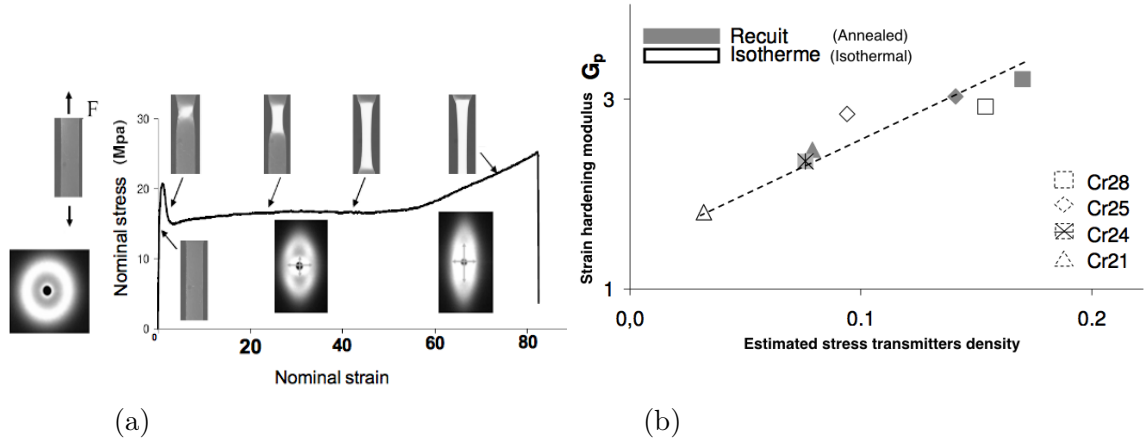 F
Nominal stress (Mpa)
30
20
10
0
0
20
40
60
80
Nominal strain
(a)
Recuit (Annealed)
Isotherme (Isothermal)
Strain hardening modulus Gp
3
1
Cr28
Cr25
Cr24
Cr21
0,0
0.1
0.2
Estimated stress transmitters density
(b)